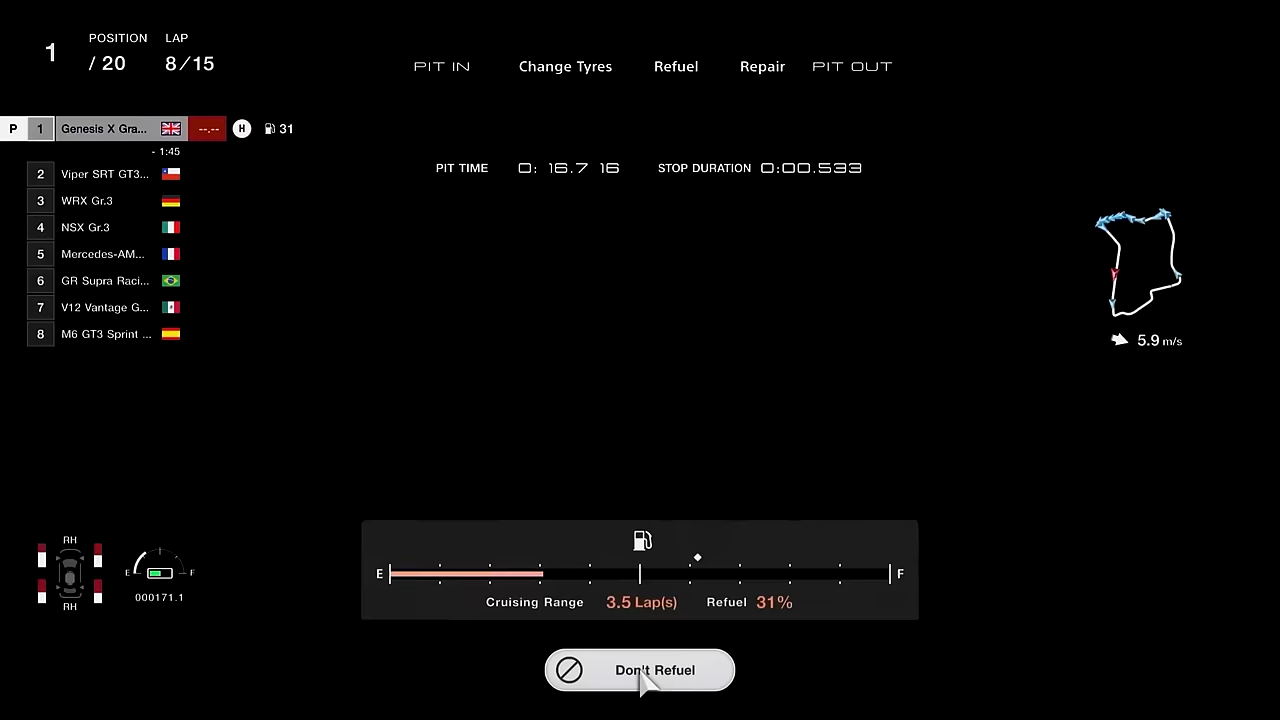 POSITION LAP
1 / 20 8/15
PIT IN Change Tyres Refuel Repair PIT OUT
P 1 Genesis X Gra... --.-- H 31
- 1:45
PIT TIME 0: 16.7 16 STOP DURATION 0:00.533
2 Viper SRT GT3...
3 WRX Gr.3
4 NSX Gr.3
5 Mercedes-AM...
6 GR Supra Raci...
7 V12 Vantage G...
8 M6 GT3 Sprint ...
5.9 m/s
RH
E F
000171.1
RH
E F
Cruising Range 3.5 Lap(s) Refuel 31%
Don't Refuel